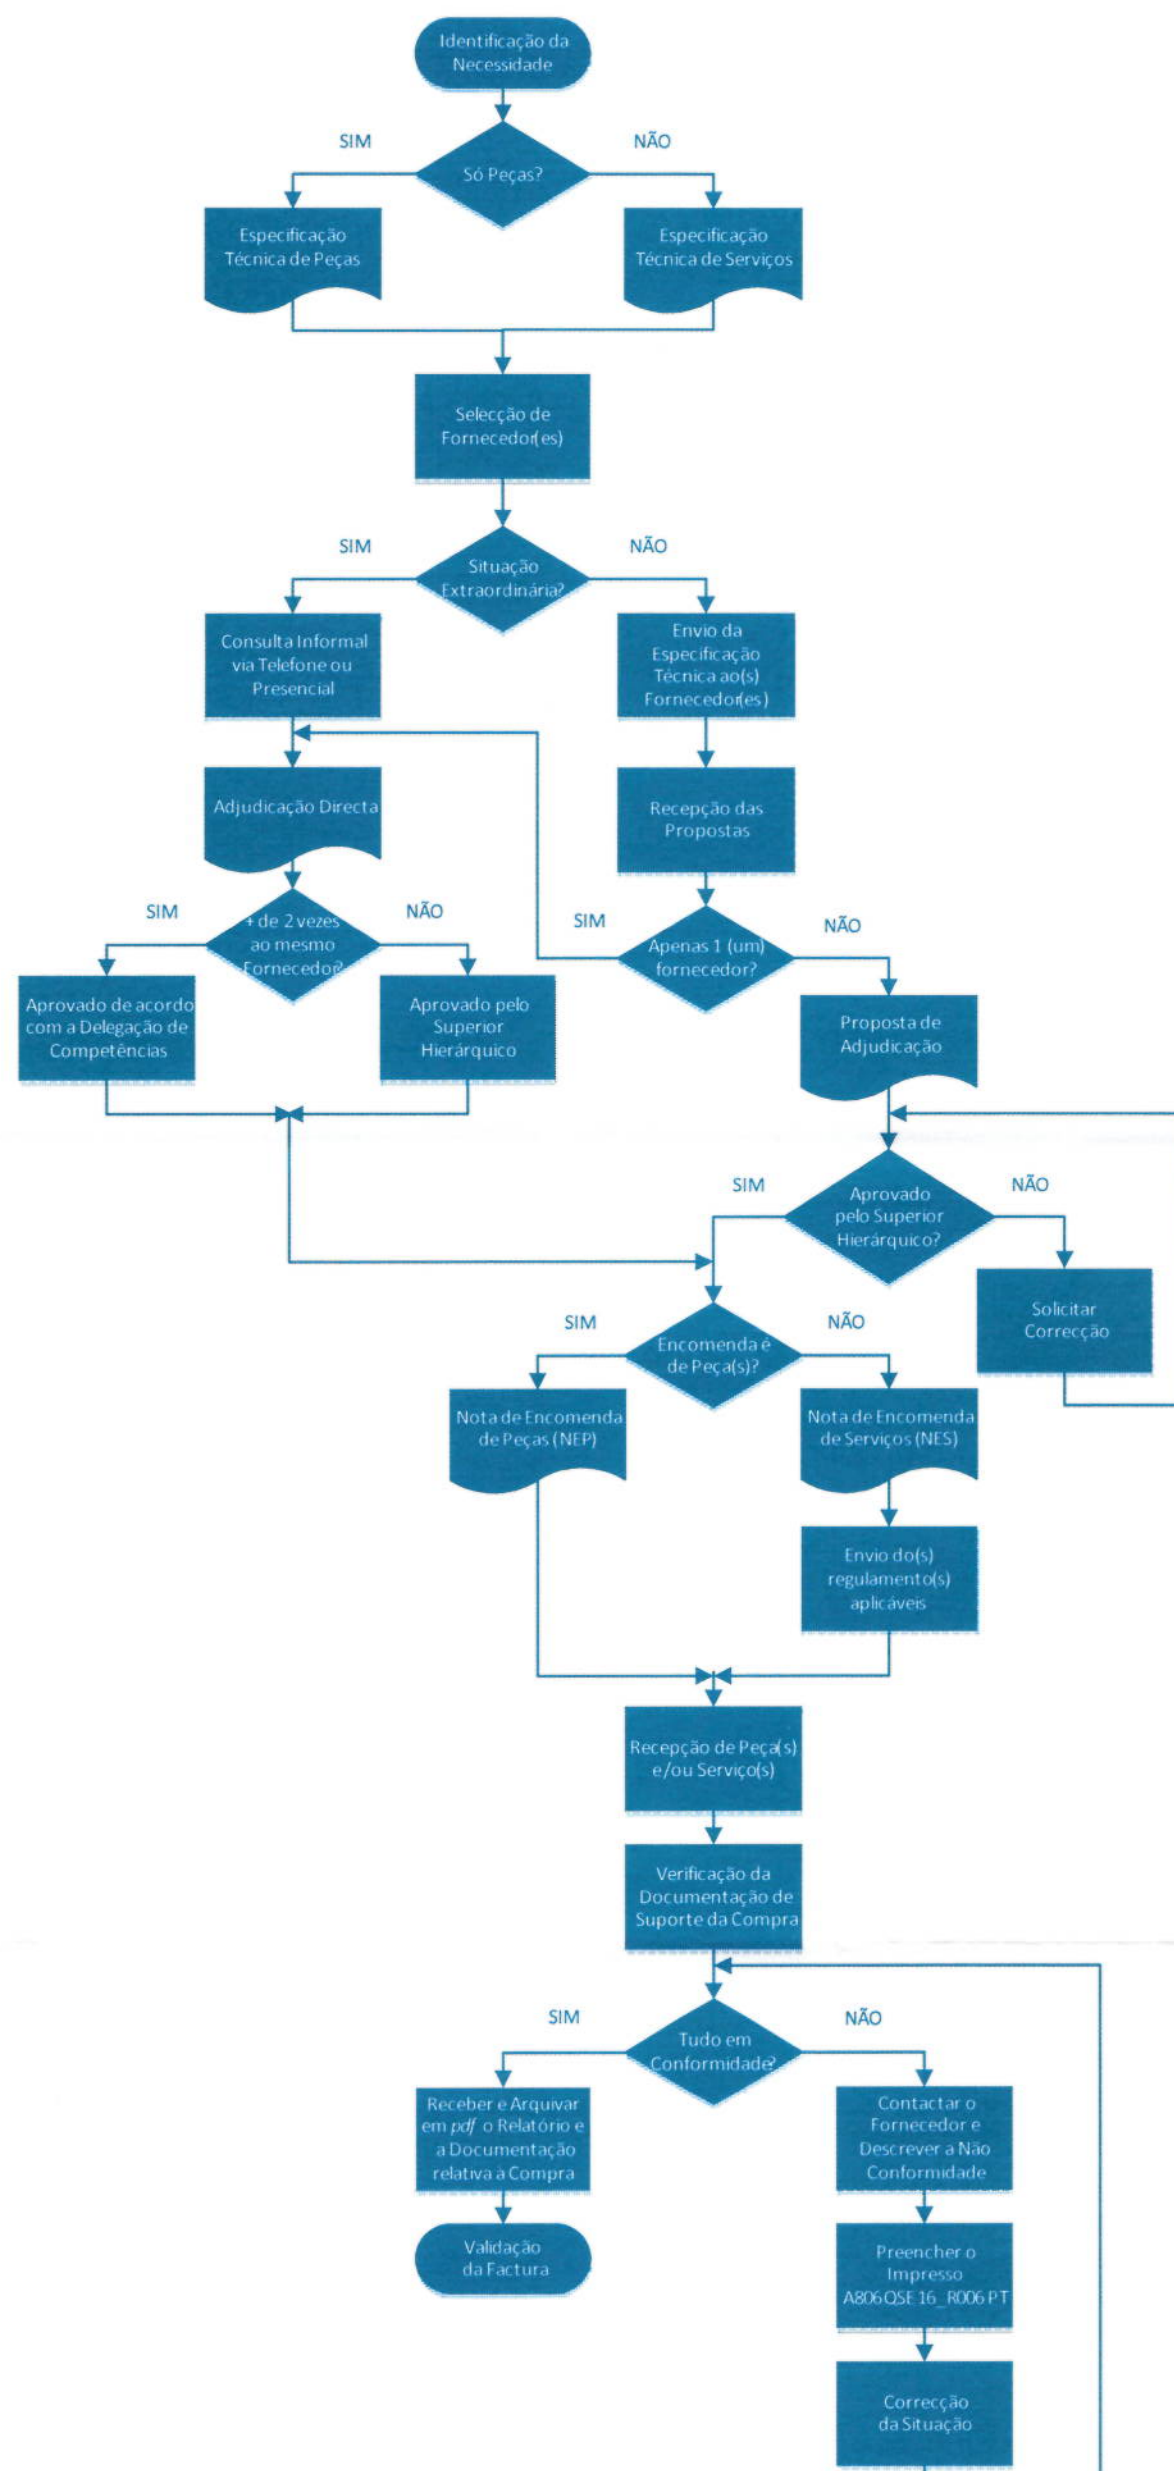 Identificação da
Necessidade
SIM
NÃO
Só Peças?
Especificação
Técnica de Peças
Especificação
Técnica de Serviços
Selecção de
Fornecedor(es)
SIM
NÃO
Situação
Extraordinária?
Consulta Informal
via Telefone ou
Presencial
Envio da
Especificação
Técnica ao(s)
Fornecedor(es)
Adjudicação Directa
Recepção das
Propostas
SIM
NÃO
+ de 2 vezes
ao mesmo
Fornecedor?
SIM
NÃO
Apenas 1 (um)
fornecedor?
Aprovado de acordo
com a Delegação de
Competências
Aprovado pelo
Superior
Hierárquico
Proposta de
Adjudicação
SIM
NÃO
Aprovado
pelo Superior
Hierárquico?
Solicitar
Correcção
SIM
NÃO
Encomenda é
de Peça(s)?
Nota de Encomenda
de Peças (NEP)
Nota de Encomenda
de Serviços (NES)
Envio do(s)
regulamento(s)
aplicáveis
Recepção de Peça(s)
e/ou Serviço(s)
Verificação da
Documentação de
Suporte da Compra
SIM
NÃO
Tudo em
Conformidade?
Receber e Arquivar
em pdf o Relatório e
a Documentação
relativa à Compra
Contactar o
Fornecedor e
Descrever a Não
Conformidade
Validação
da Factura
Preencher o
Impresso
A806 QSE 16_R006 PT
Correcção
da Situação